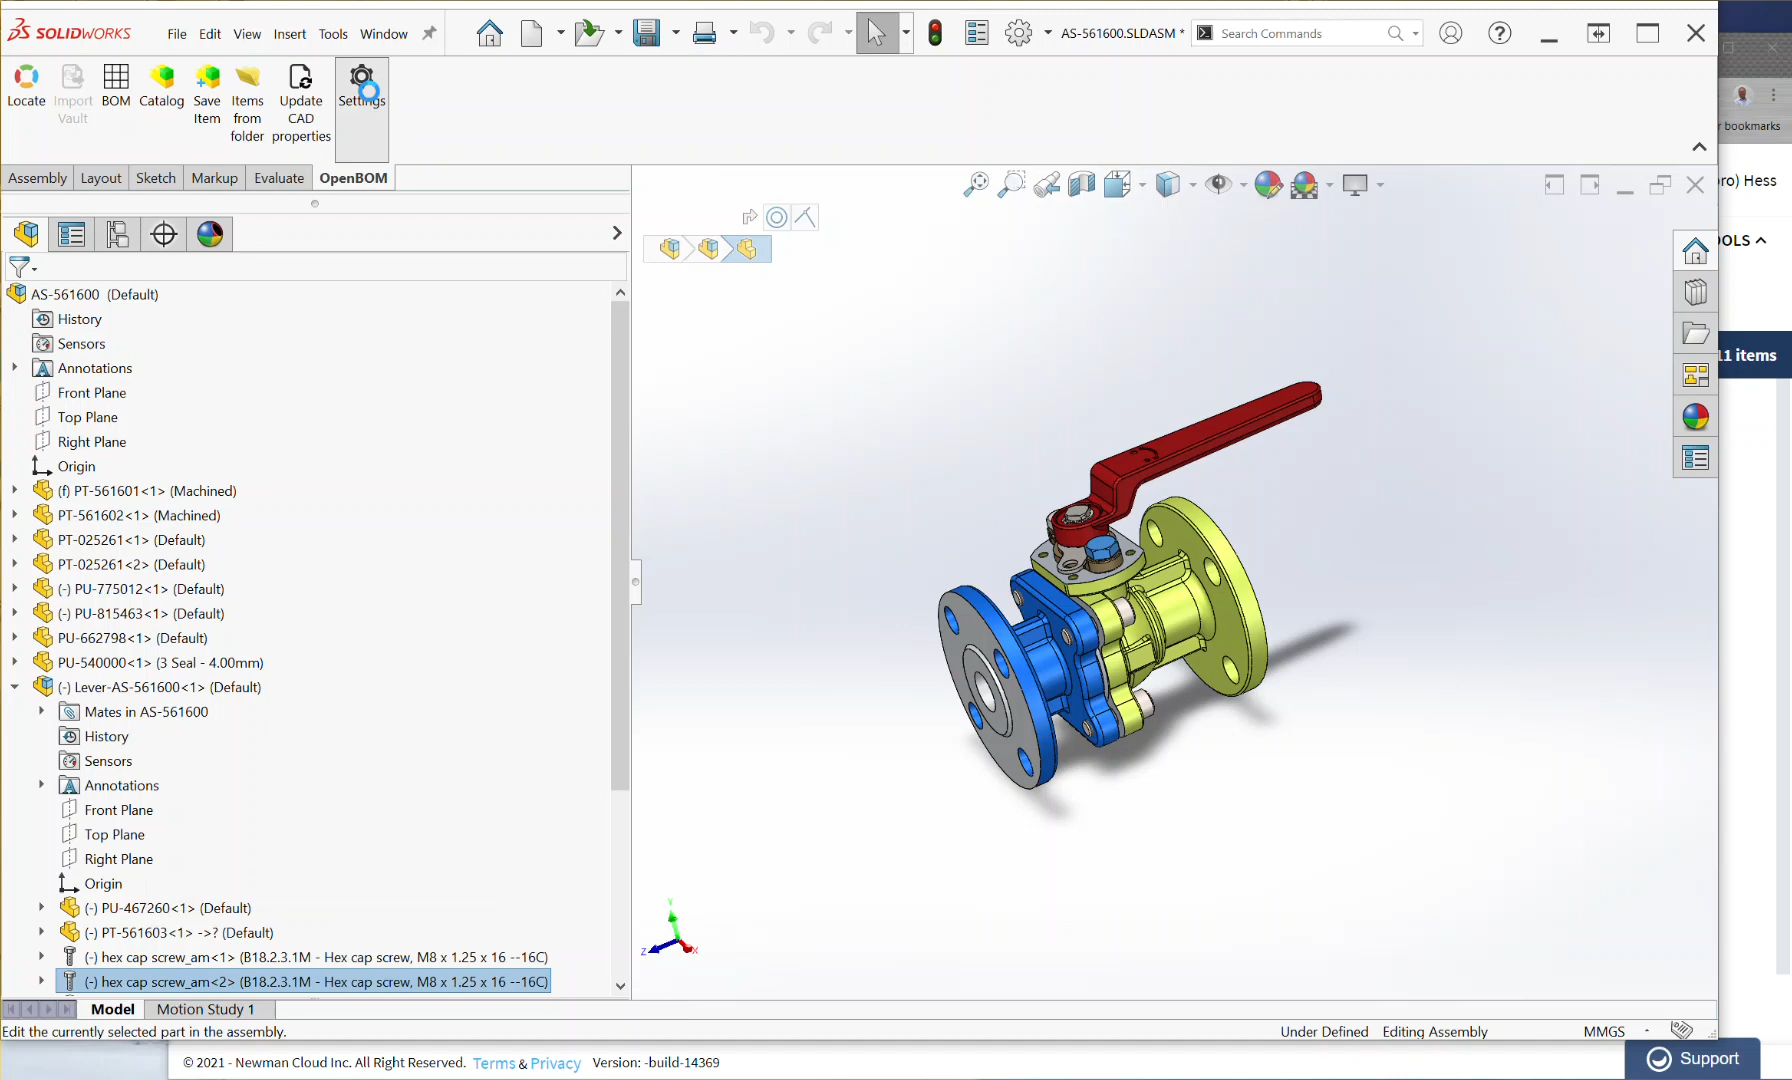 SOLIDWORKS File Edit View Insert Tools Window AS-561600.SLDASM * Search Commands
Locate Import Vault BOM Catalog Save Item Items from folder Update CAD properties Settings
bookmarks
Assembly Layout Sketch Markup Evaluate OpenBOM
ro) Hess
OOLS
AS-561600 (Default)
History
Sensors
11 items
Annotations
Front Plane
Top Plane
Right Plane
Origin
(f) PT-561601<1> (Machined)
PT-561602<1> (Machined)
PT-025261<1> (Default)
PT-025261<2> (Default)
(-) PU-775012<1> (Default)
(-) PU-815463<1> (Default)
PU-662798<1> (Default)
PU-540000<1> (3 Seal - 4.00mm)
(-) Lever-AS-561600<1> (Default)
Mates in AS-561600
History
Sensors
Annotations
Front Plane
Top Plane
Right Plane
Origin
(-) PU-467260<1> (Default)
(-) PT-561603<1> ->? (Default)
(-) hex cap screw_am<1> (B18.2.3.1M - Hex cap screw, M8 x 1.25 x 16 --16C)
(-) hex cap screw_am<2> (B18.2.3.1M - Hex cap screw, M8 x 1.25 x 16 --16C)
Y
Z
X
Model Motion Study 1
Edit the currently selected part in the assembly. Under Defined Editing Assembly MMGS
© 2021 - Newman Cloud Inc. All Right Reserved. Terms & Privacy Version: -build-14369 Support